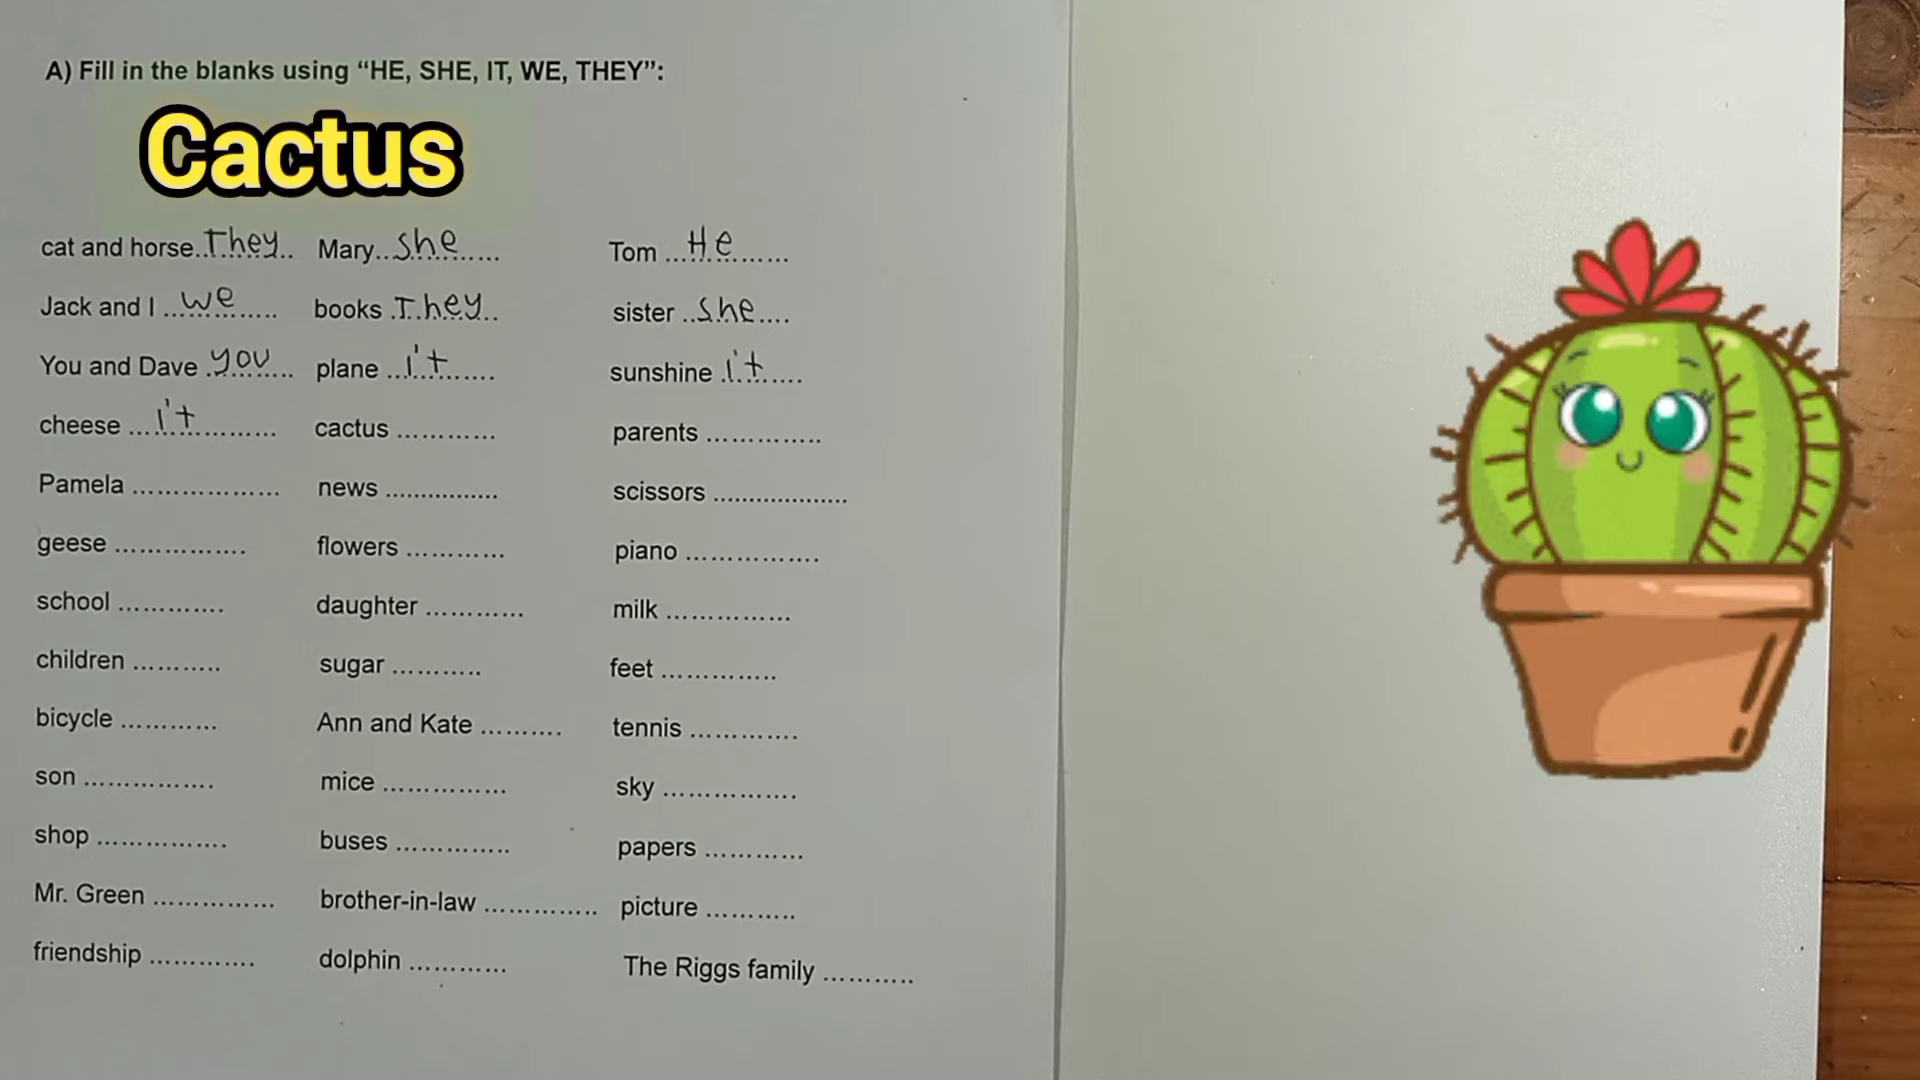 A) Fill in the blanks using “HE, SHE, IT, WE, THEY”:
Cactus
cat and horse..They.. Mary..She...... Tom ...He.......
Jack and I ...we....... books .They.. sister ..she....
You and Dave .you... plane ..i't...... sunshine .i't....
cheese ...i't......... cactus ............ parents ..............
Pamela .................. news ................ scissors ...................
geese ............... flowers ............ piano ................
school ............. daughter ............ milk ...............
children ........... sugar ........... feet ..............
bicycle ............ Ann and Kate .......... tennis .............
son ................ mice ............... sky ................
shop ................ buses .............. papers ............
Mr. Green ............... brother-in-law .............. picture ...........
friendship ............. dolphin ............ The Riggs family ...........